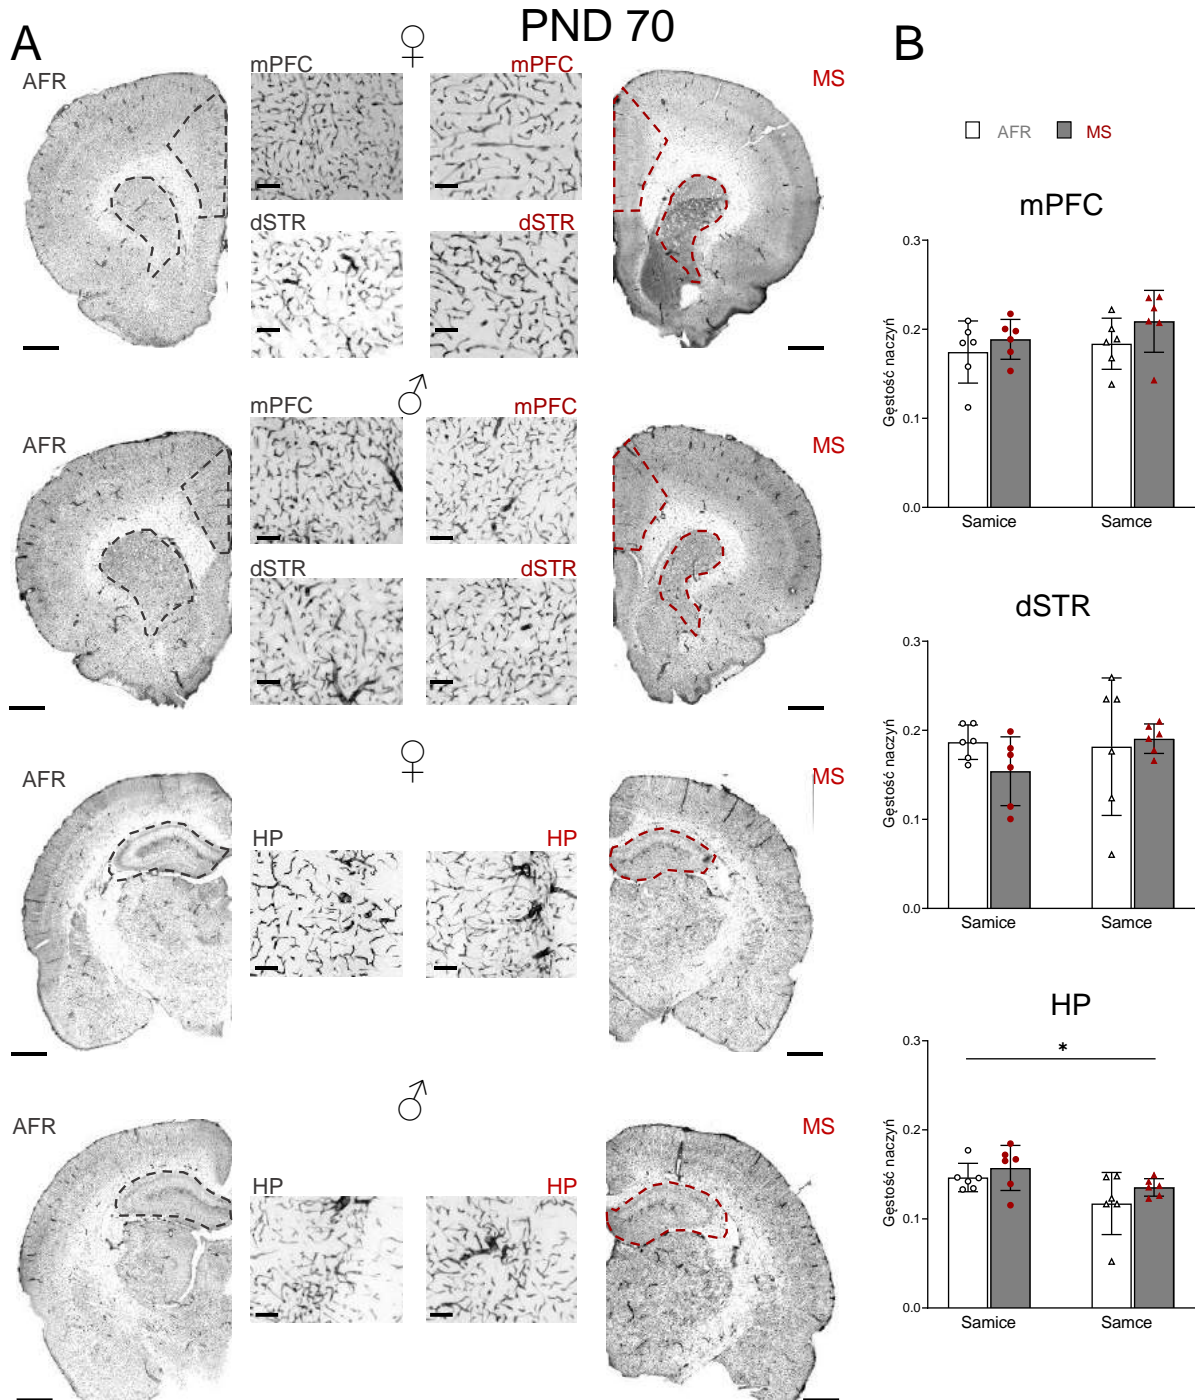 PND 70
A
♀
AFR
mPFC
mPFC
MS
dSTR
dSTR
♂
AFR
mPFC
mPFC
MS
dSTR
dSTR
♀
AFR
MS
HP
HP
♂
AFR
MS
HP
HP
B
AFR MS
mPFC
Gęstość naczyń
0.3
0.2
0.1
0.0
Samice Samce
dSTR
Gęstość naczyń
0.3
0.2
0.1
0.0
Samice Samce
HP
Gęstość naczyń
0.3
*
0.2
0.1
0.0
Samice Samce